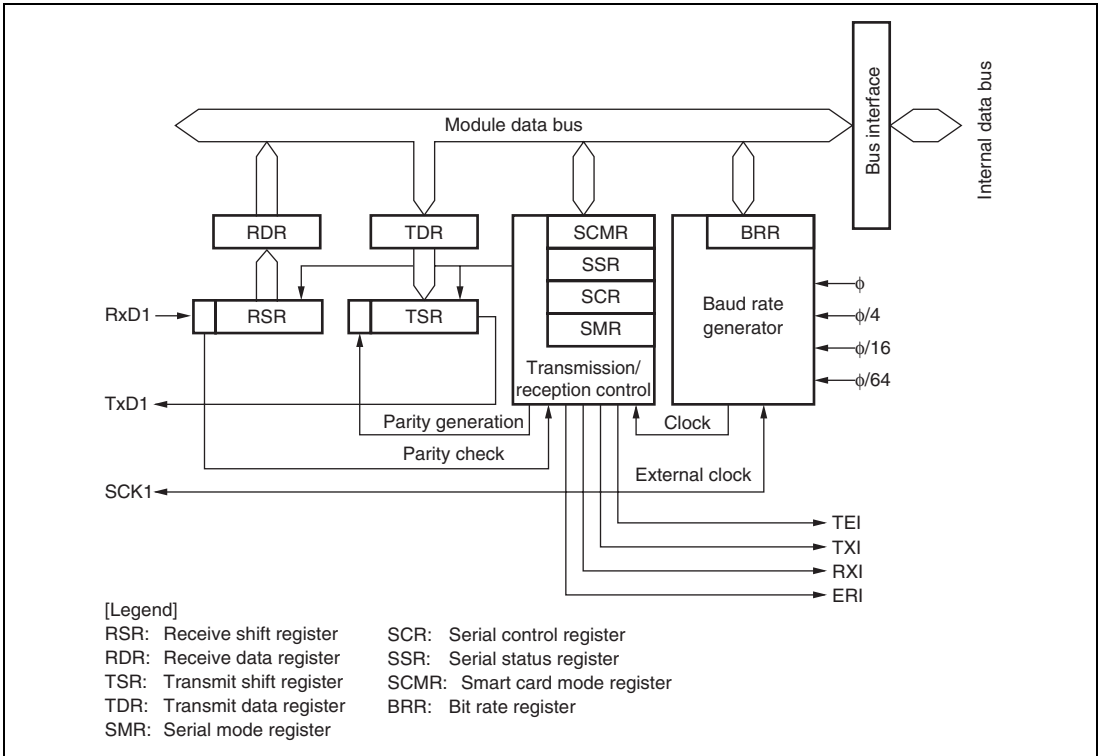 Module data bus
Bus interface
Internal data bus
RDR
TDR
SCMR
BRR
SSR
SCR
SMR
RSR
TSR
Baud rate
generator
RxD1
ϕ
ϕ/4
ϕ/16
ϕ/64
Transmission/
reception control
TxD1
Parity generation
Clock
Parity check
External clock
SCK1
TEI
TXI
RXI
ERI
[Legend]
RSR: Receive shift register
RDR: Receive data register
TSR: Transmit shift register
TDR: Transmit data register
SMR: Serial mode register
SCR: Serial control register
SSR: Serial status register
SCMR: Smart card mode register
BRR: Bit rate register